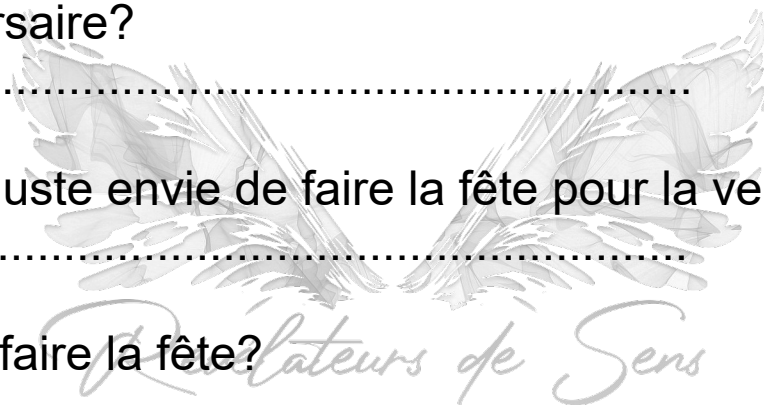 rsaire?
......................................................
uste envie de faire la fête pour la ve
......................................................
faire la fête?
Révélateurs de Sens